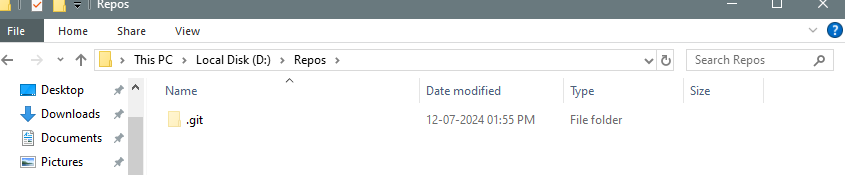 Repos
File Home Share View
This PC Local Disk (D:) Repos Search Repos
Desktop Name Date modified Type Size
Downloads .git 12-07-2024 01:55 PM File folder
Documents
Pictures